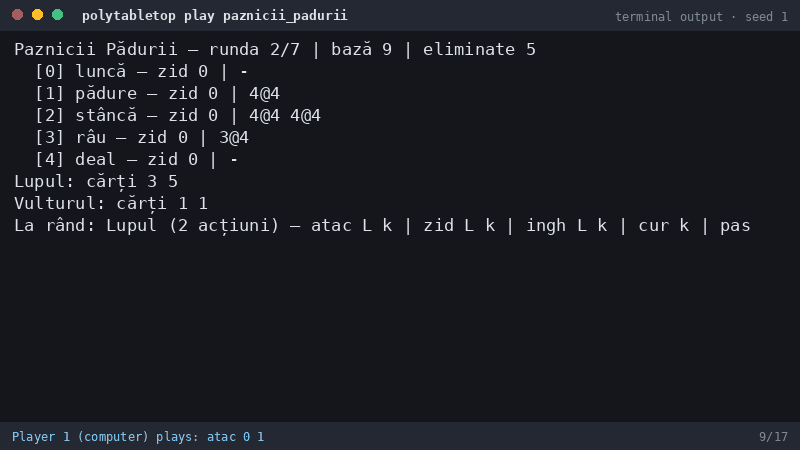 polytabletop play paznicii_padurii
terminal output · seed 1
Paznicii Pădurii — runda 2/7 | bază 9 | eliminate 5
[0] luncă — zid 0 | -
[1] pădure — zid 0 | 4@4
[2] stâncă — zid 0 | 4@4 4@4
[3] râu — zid 0 | 3@4
[4] deal — zid 0 | -
Lupul: cărți 3 5
Vulturul: cărți 1 1
La rând: Lupul (2 acțiuni) — atac L k | zid L k | ingh L k | cur k | pas
Player 1 (computer) plays: atac 0 1
9/17